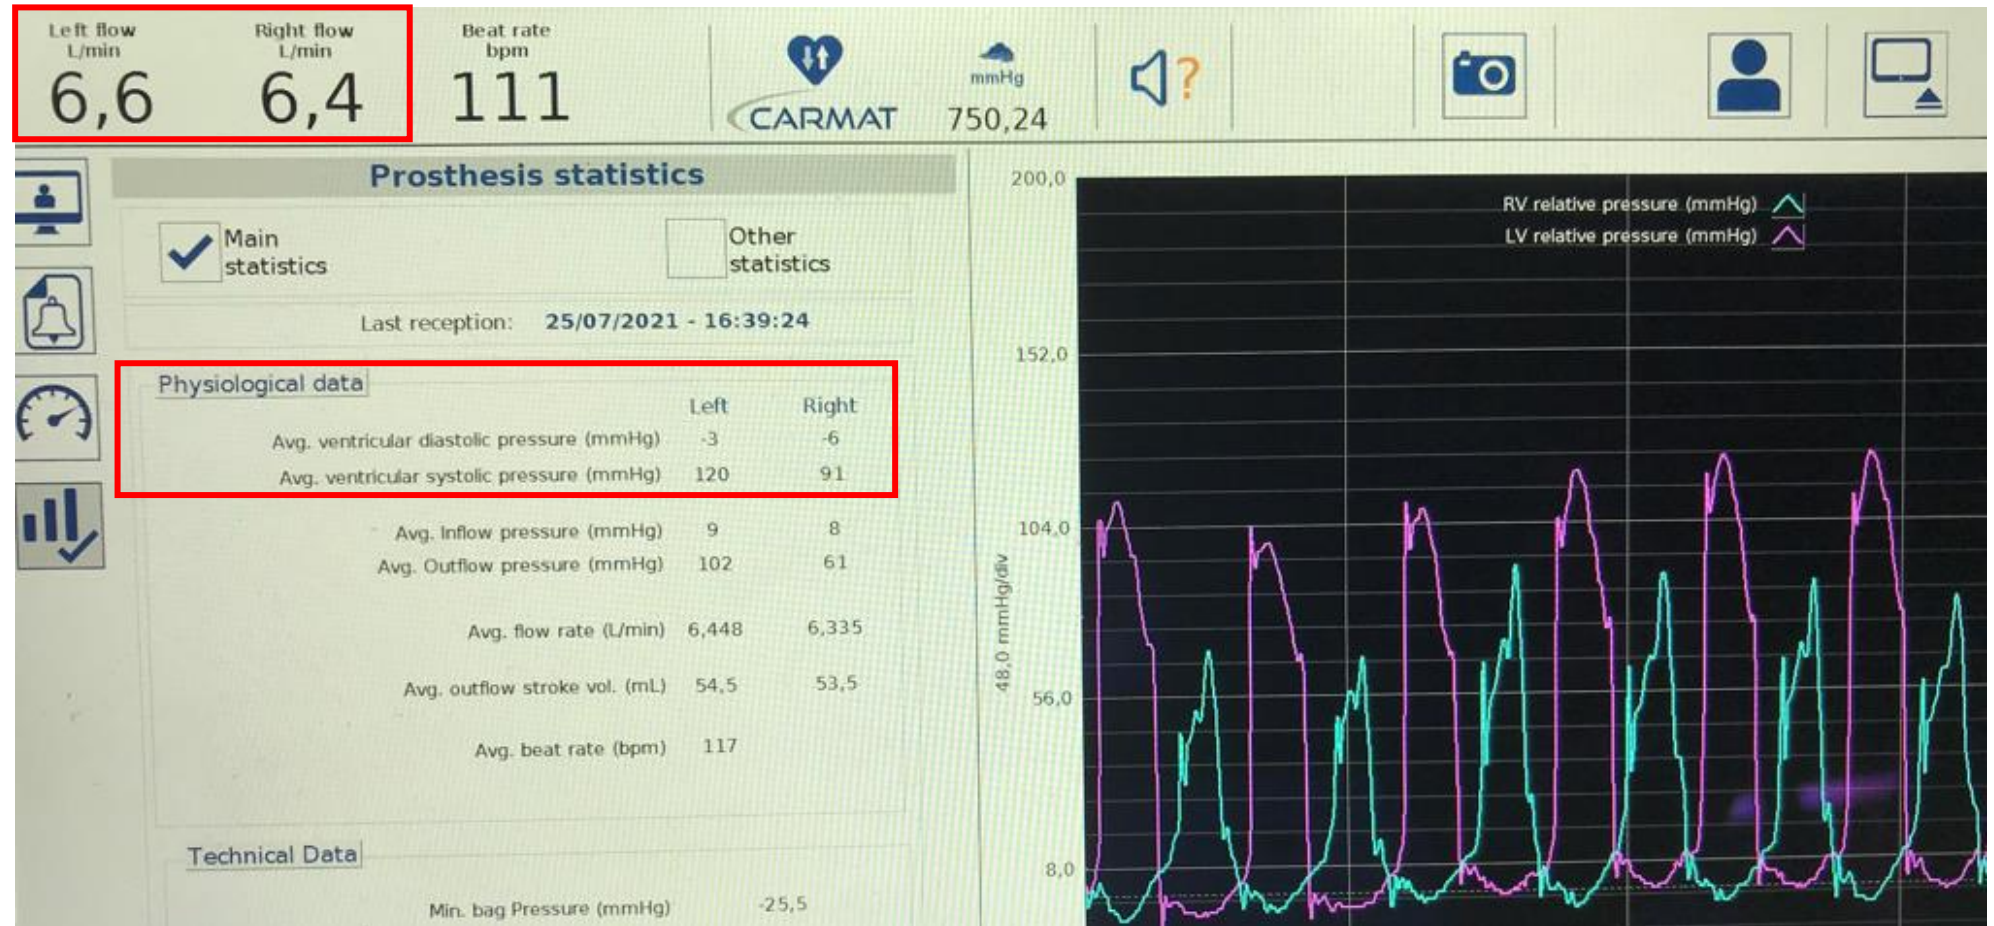 Left flow
L/min
6,6
Right flow
L/min
6,4
Beat rate
bpm
111
CARMAT
mmHg
750,24
?
Prosthesis statistics
Main
statistics
Other
statistics
Last reception: 25/07/2021 - 16:39:24
Physiological data
Left Right
Avg. ventricular diastolic pressure (mmHg) -3 -6
Avg. ventricular systolic pressure (mmHg) 120 91
Avg. Inflow pressure (mmHg) 9 8
Avg. Outflow pressure (mmHg) 102 61
Avg. flow rate (L/min) 6,448 6,335
Avg. outflow stroke vol. (mL) 54,5 53,5
Avg. beat rate (bpm) 117
Technical Data
Min. bag Pressure (mmHg) -25,5
200,0
152,0
104,0
56,0
8,0
48,0 mmHg/div
RV relative pressure (mmHg)
LV relative pressure (mmHg)